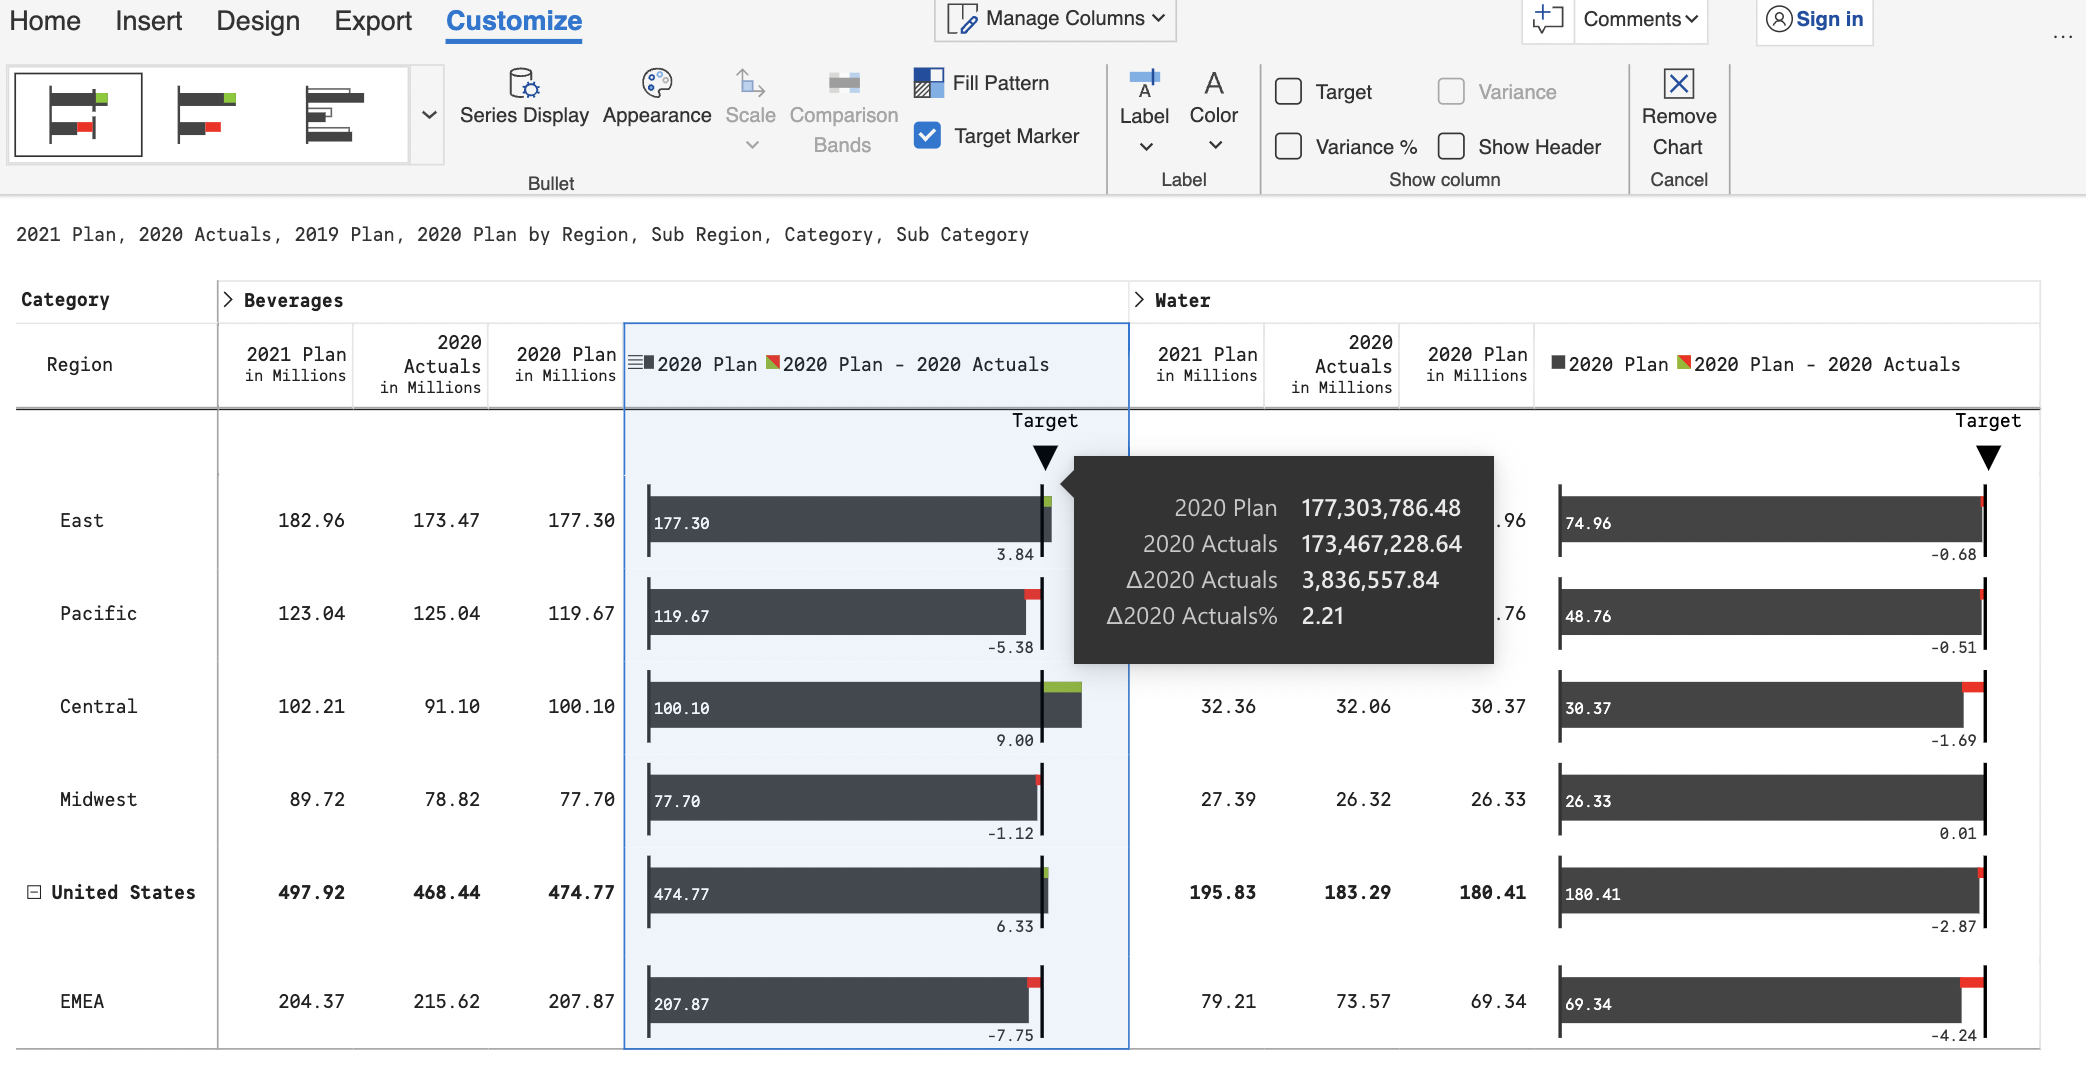 Home Insert Design Export Customize Manage Columns Comments Sign in ...
Series Display Appearance Scale Comparison Bands Fill Pattern Target Marker
Bullet
Label Color
Label
Target Variance
Variance % Show Header
Show column
Remove Chart
Cancel
2021 Plan, 2020 Actuals, 2019 Plan, 2020 Plan by Region, Sub Region, Category, Sub Category
Category > Beverages > Water
Region 2021 Plan in Millions 2020 Actuals in Millions 2020 Plan in Millions 2020 Plan 2020 Plan - 2020 Actuals 2021 Plan in Millions 2020 Actuals in Millions 2020 Plan in Millions 2020 Plan 2020 Plan - 2020 Actuals
Target Target
East 182.96 173.47 177.30 177.30 3.84 .96 74.96 -0.68
2020 Plan 177,303,786.48
2020 Actuals 173,467,228.64
Δ2020 Actuals 3,836,557.84
Δ2020 Actuals% 2.21
Pacific 123.04 125.04 119.67 119.67 -5.38 .76 48.76 -0.51
Central 102.21 91.10 100.10 100.10 9.00 32.36 32.06 30.37 30.37 -1.69
Midwest 89.72 78.82 77.70 77.70 -1.12 27.39 26.32 26.33 26.33 0.01
United States 497.92 468.44 474.77 474.77 6.33 195.83 183.29 180.41 180.41 -2.87
EMEA 204.37 215.62 207.87 207.87 -7.75 79.21 73.57 69.34 69.34 -4.24